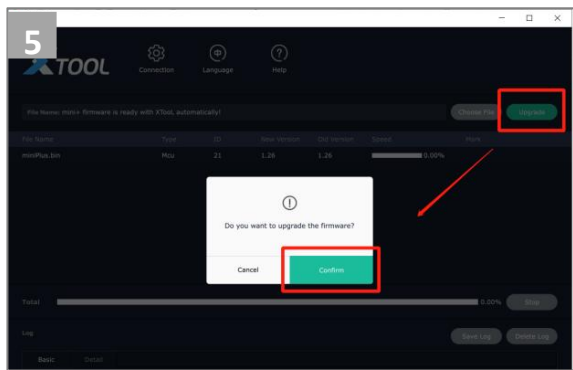 5
XTOOL
Connection
Language
Help
File Name: mini+ firmware is ready with XTool, automatically!
Choose File
Upgrade
File Name Type ID New Version Old Version Speed Mark
miniPlus.bin Mcu 21 1.26 1.26 0.00%
Do you want to upgrade the firmware?
Cancel
Confirm
Total 0.00% Stop
Log
Save Log
Delete Log
Basic Detail